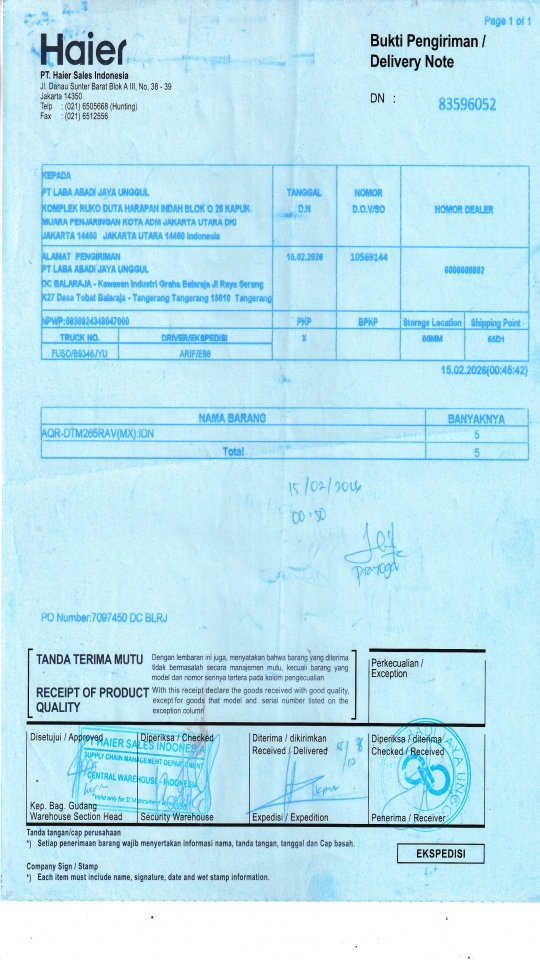 Page 1 of 1
Haier
Bukti Pengiriman /
Delivery Note
PT. Haier Sales Indonesia
Jl. Danau Sunter Barat Blok A III, No. 38 - 39
Jakarta 14350
Telp : (021) 6505668 (Hunting)
Fax : (021) 6512556
DN : 83596052
KEPADA
PT LABA ABADI JAYA UNGGUL
KOMPLEK RUKO DUTA HARAPAN INDAH BLOK O 26 KAPUK
MUARA PENJARINGAN KOTA ADM JAKARTA UTARA DKI
JAKARTA 14460 JAKARTA UTARA 14460 Indonesia
TANGGAL
D.N
NOMOR
D.O.V/SO
NOMOR DEALER
ALAMAT PENGIRIMAN
PT LABA ABADI JAYA UNGGUL
DC BALARAJA - Kawasan Industri Graha Balaraja Jl Raya Serang
K27 Desa Tobat Balaraja - Tangerang Tangerang 15610 Tangerang
15.02.2026
10569144
NPWP:
PKP
BPKP
Storege Location
Shipping Point
TRUCK NO.
DRIVER/EKSPEDISI
X
65D1
ARIF/E88
15.02.2026(00:45:42)
NAMA BARANG
BANYAKNYA
AQR-DTM265RAV(MX):IDN
5
Total
5
15/02/2026
00:50
Prayoga
PO Number:7097450 DC BLRJ
TANDA TERIMA MUTU
Dengan lembaran ini juga, menyatakan bahwa barang yang diterima
tidak bermasalah secara manajemen mutu, kecuali barang yang
model dan nomor serinya tertera pada kolom pengecualian
RECEIPT OF PRODUCT
QUALITY
With this receipt declare the goods received with good quality,
except for goods that model and serial number listed on the
exception column
Perkecualian /
Exception
Disetujui / Approved
Diperiksa / Checked
Diterima / dikirimkan
Received / Delivered
Diperiksa / diterima
Checked / Received
PT HAIER SALES INDONESIA
SUPPLY CHAIN MANAGEMENT DEPARTEMENT
CENTRAL WAREHOUSE - INDONESIA
Kep. Bag. Gudang
Warehouse Section Head
Security Warehouse
Expedisi / Expedition
Penerima / Receiver
Tanda tangan/cap perusahaan
*) Setiap penerimaan barang wajib menyertakan informasi nama, tanda tangan, tanggal dan Cap basah.
EKSPEDISI
Company Sign / Stamp
*) Each item must include name, signature, date and wet stamp information.